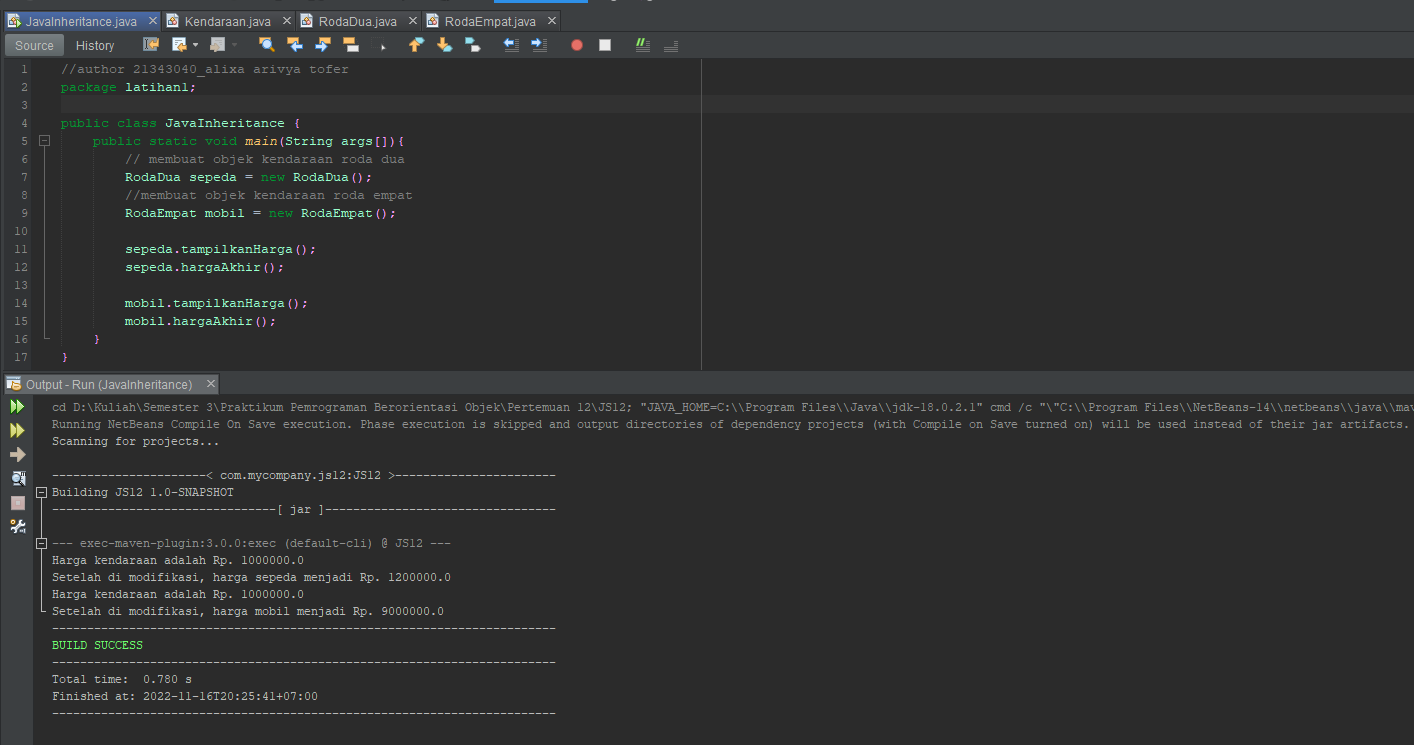 JavaInheritance.java
Kendaraan.java
RodaDua.java
RodaEmpat.java
Source
History
1 //author 21343040_alixa arivya tofer
2 package latihan1;
3
4 public class JavaInheritance {
5 public static void main(String args[]){
6 // membuat objek kendaraan roda dua
7 RodaDua sepeda = new RodaDua();
8 //membuat objek kendaraan roda empat
9 RodaEmpat mobil = new RodaEmpat();
10
11 sepeda.tampilkanHarga();
12 sepeda.hargaAkhir();
13
14 mobil.tampilkanHarga();
15 mobil.hargaAkhir();
16 }
17 }
Output - Run (JavaInheritance)
cd D:\Kuliah\Semester 3\Praktikum Pemrograman Berorientasi Objek\Pertemuan 12\JS12; "JAVA_HOME=C:\\Program Files\\Java\\jdk-18.0.2.1" cmd /c "\"C:\\Program Files\\NetBeans-14\\netbeans\\java\\mav
Running NetBeans Compile On Save execution. Phase execution is skipped and output directories of dependency projects (with Compile on Save turned on) will be used instead of their jar artifacts.
Scanning for projects...
----------------------< com.mycompany.js12:JS12 >-----------------------
Building JS12 1.0-SNAPSHOT
--------------------------------[ jar ]---------------------------------
--- exec-maven-plugin:3.0.0:exec (default-cli) @ JS12 ---
Harga kendaraan adalah Rp. 1000000.0
Setelah di modifikasi, harga sepeda menjadi Rp. 1200000.0
Harga kendaraan adalah Rp. 1000000.0
Setelah di modifikasi, harga mobil menjadi Rp. 9000000.0
------------------------------------------------------------------------
BUILD SUCCESS
------------------------------------------------------------------------
Total time:  0.780 s
Finished at: 2022-11-16T20:25:41+07:00
------------------------------------------------------------------------